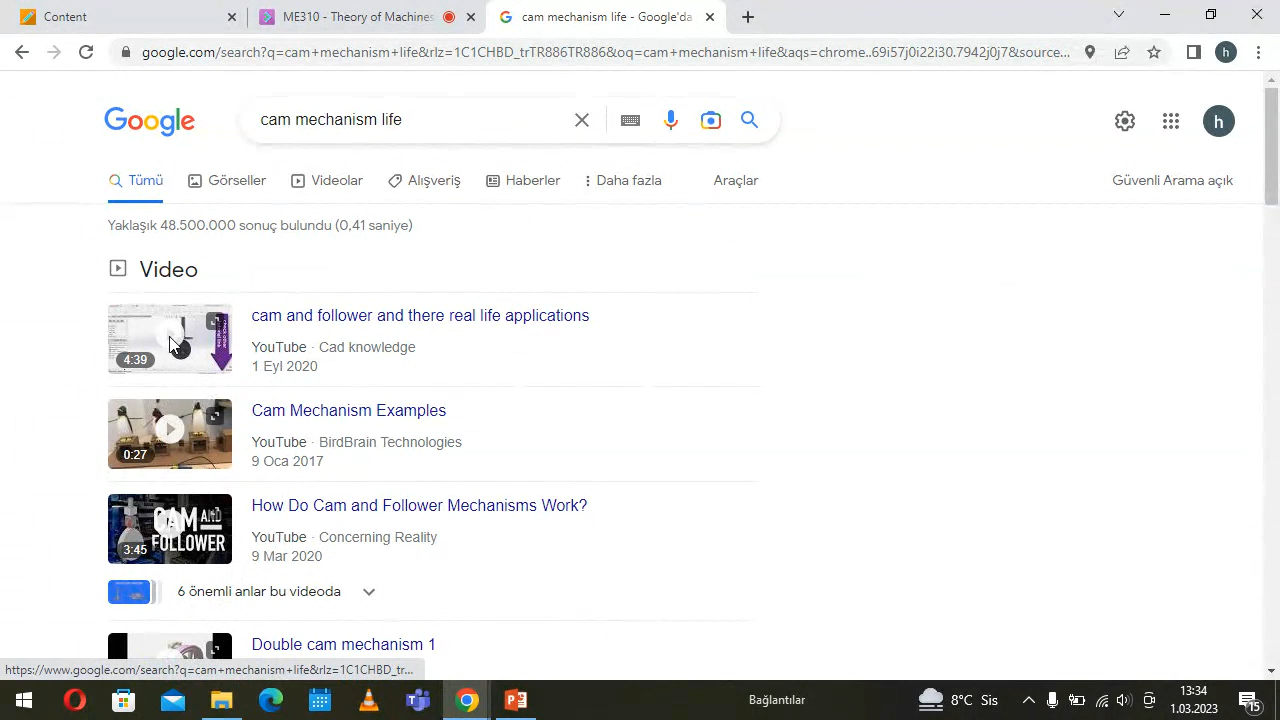 Content
ME310 - Theory of Machines
cam mechanism life - Google'da
google.com/search?q=cam+mechanism+life&rlz=1C1CHBD_trTR886TR886&oq=cam+mechanism+life&aqs=chrome..69i57j0i22i30.7942j0j7&source...
h
Google
cam mechanism life
h
Tümü
Görseller
Videolar
Alışveriş
Haberler
Daha fazla
Araçlar
Güvenli Arama açık
Yaklaşık 48.500.000 sonuç bulundu (0,41 saniye)
Video
cam and follower and there real life applications
YouTube · Cad knowledge
4:39
1 Eyl 2020
Cam Mechanism Examples
YouTube · BirdBrain Technologies
0:27
9 Oca 2017
How Do Cam and Follower Mechanisms Work?
CAM AND
FOLLOWER
YouTube · Concerning Reality
3:45
9 Mar 2020
6 önemli anlar bu videoda
Double cam mechanism 1
https://www.google.com/search?q=cam+mechanism+life&rlz=1C1CHBD_tr...
Bağlantılar
8°C Sis
13:34
1.03.2023
15